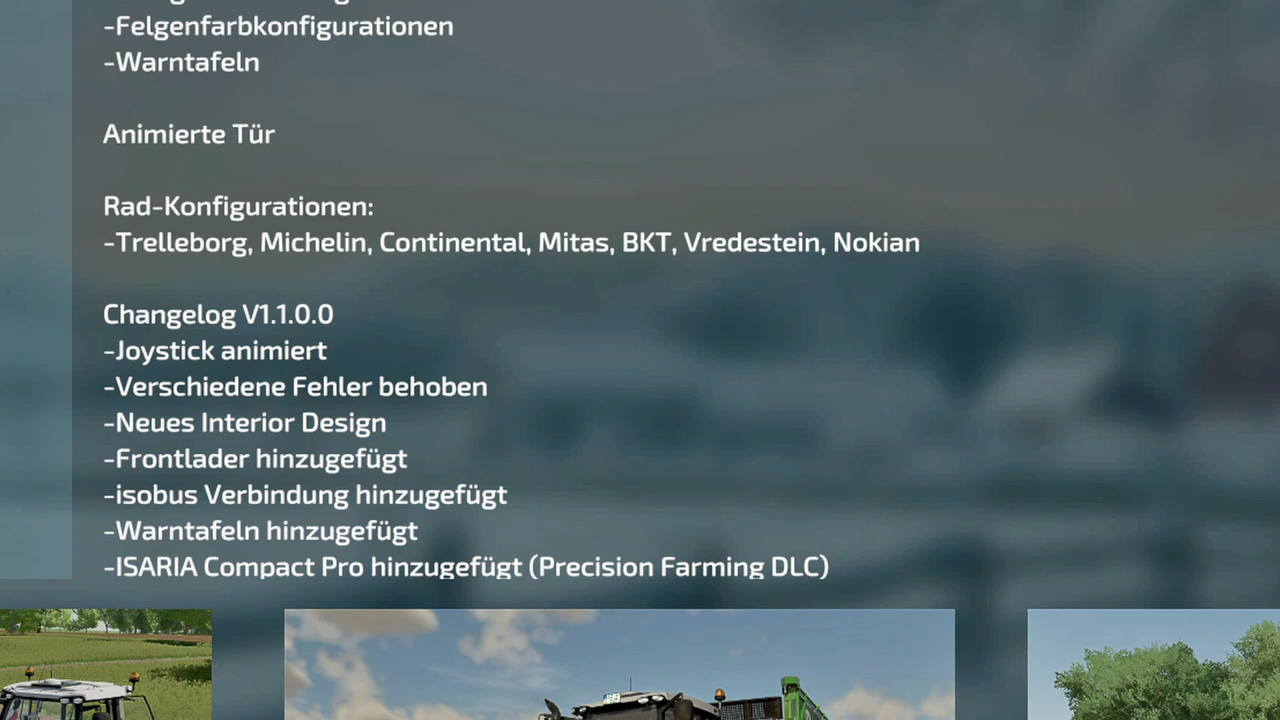 -Felgenfarbkonfigurationen
-Warntafeln
Animierte Tür
Rad-Konfigurationen:
-Trelleborg, Michelin, Continental, Mitas, BKT, Vredestein, Nokian
Changelog V1.1.0.0
-Joystick animiert
-Verschiedene Fehler behoben
-Neues Interior Design
-Frontlader hinzugefügt
-isobus Verbindung hinzugefügt
-Warntafeln hinzugefügt
-ISARIA Compact Pro hinzugefügt (Precision Farming DLC)